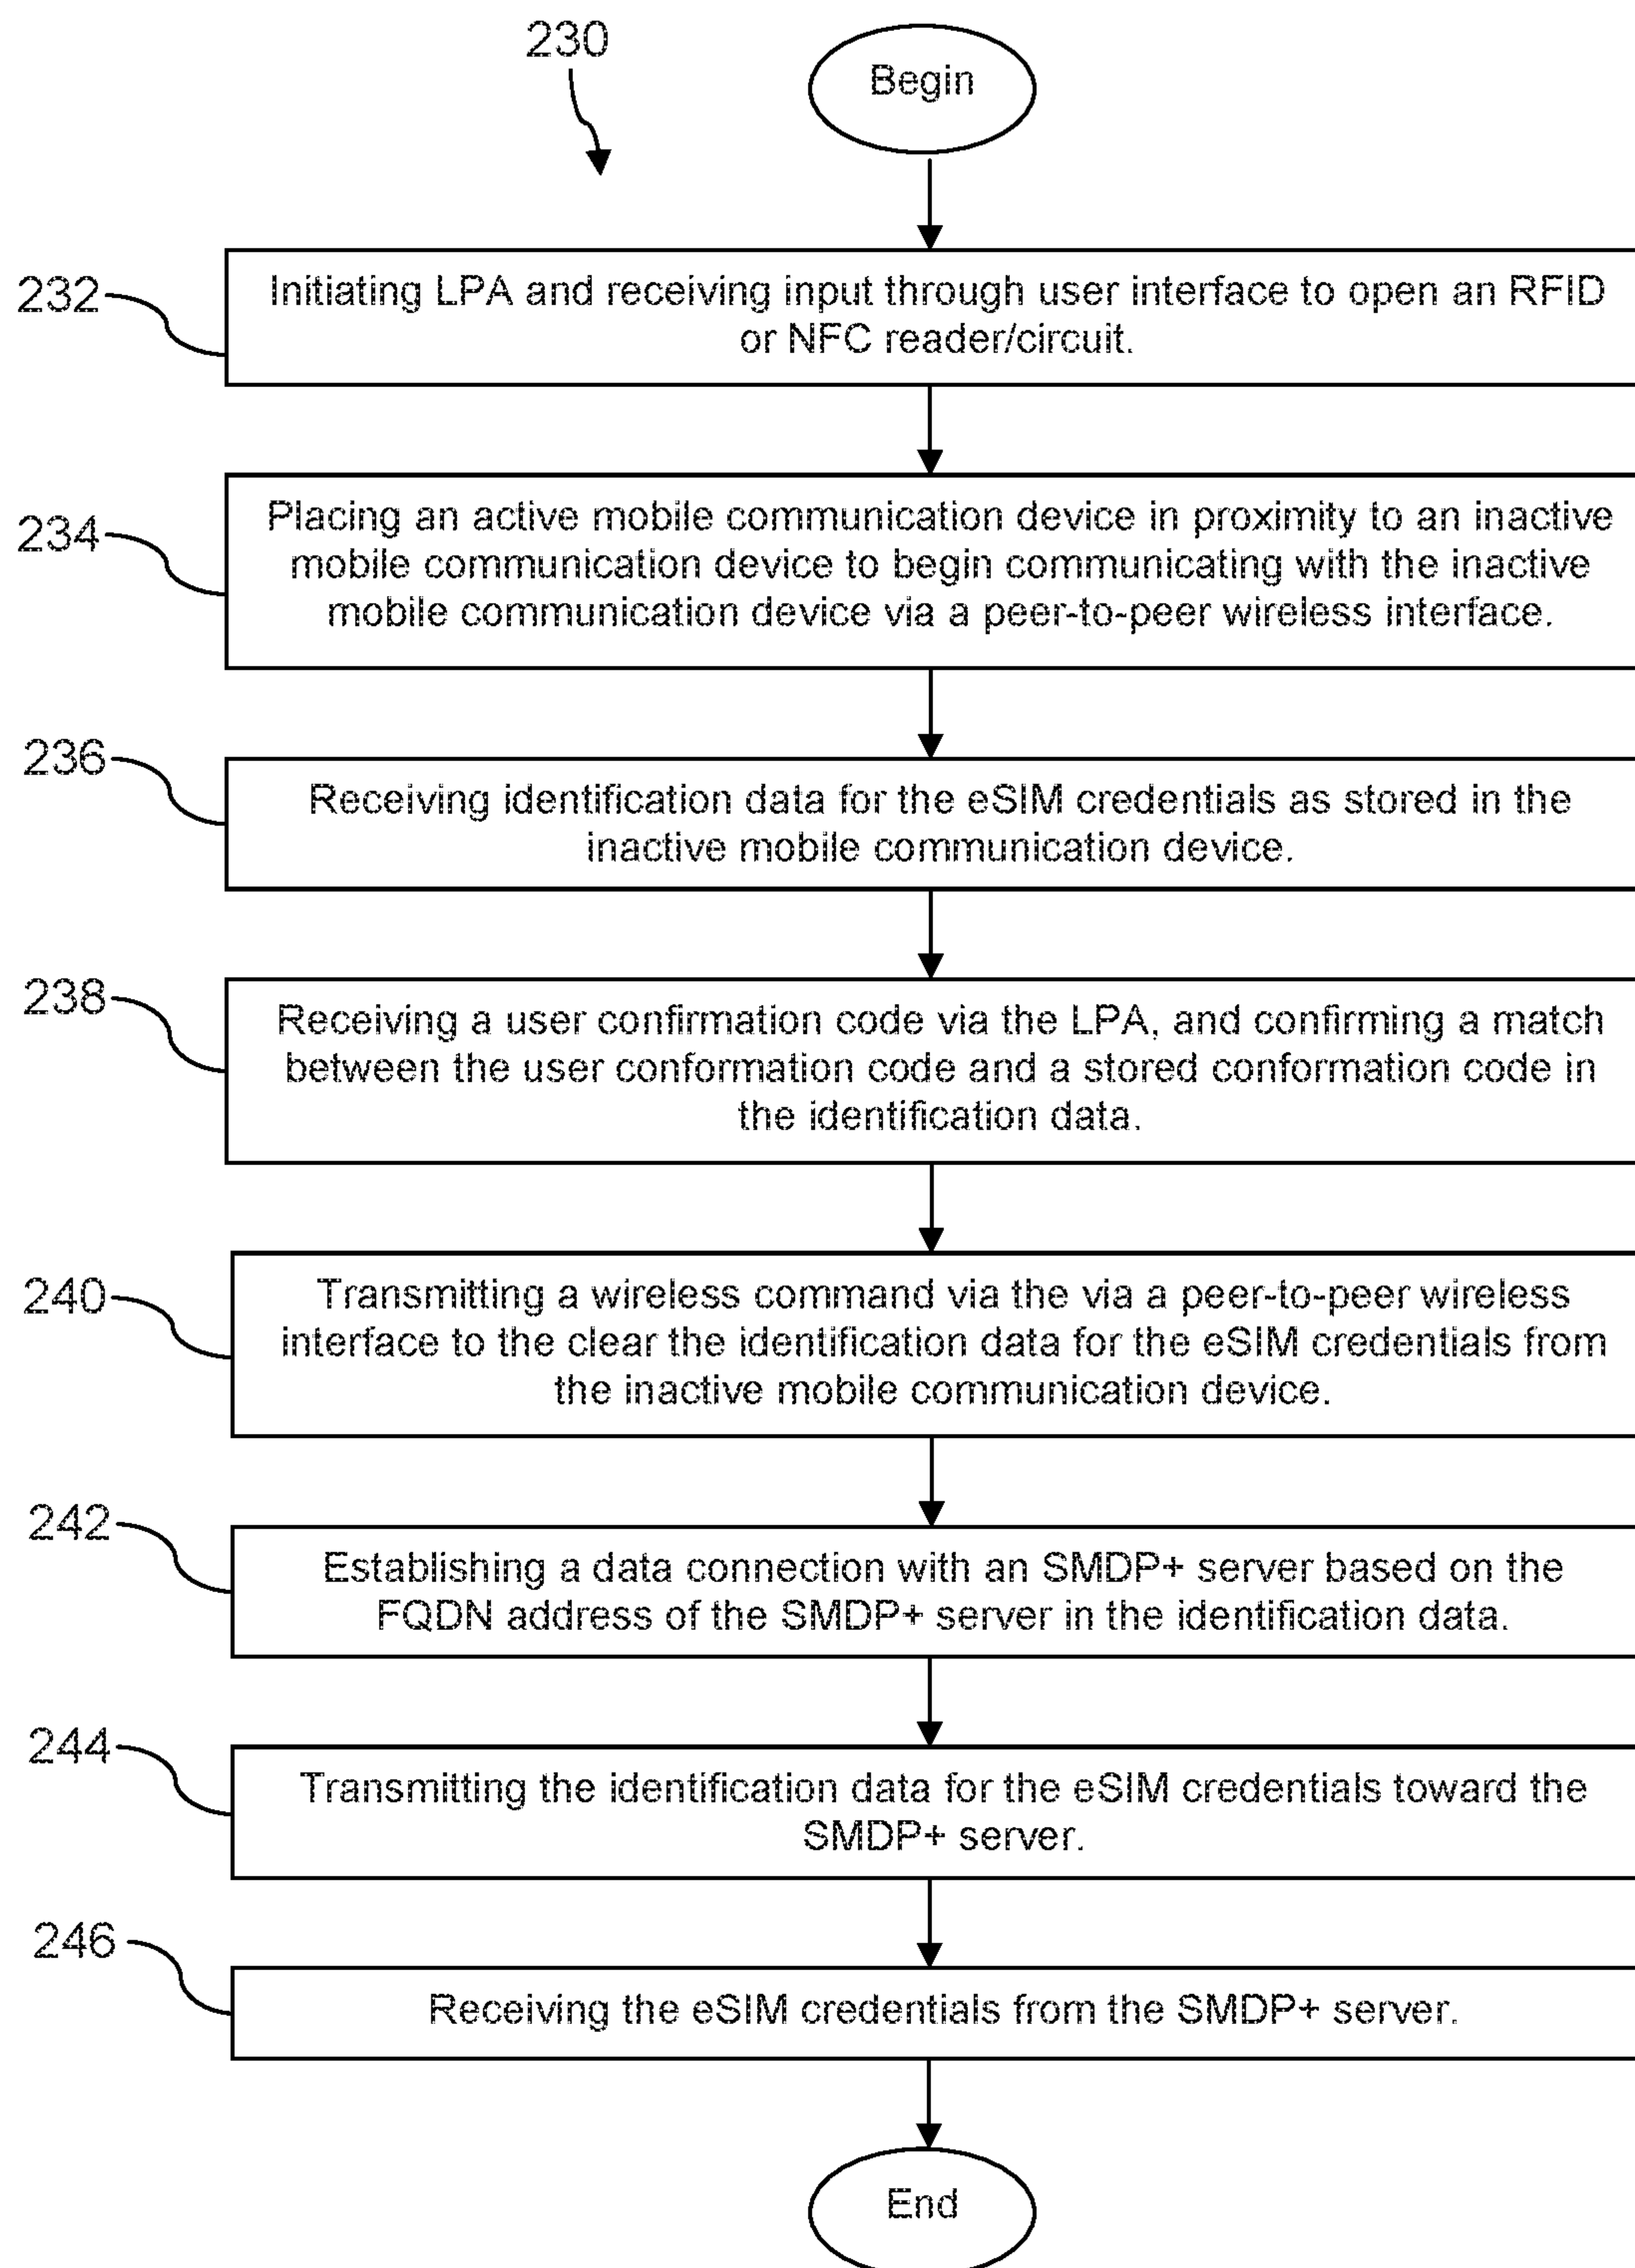 230
Begin
232
Initiating LPA and receiving input through user interface to open an RFID
or NFC reader/circuit.
234
Placing an active mobile communication device in proximity to an inactive
mobile communication device to begin communicating with the inactive
mobile communication device via a peer-to-peer wireless interface.
236
Receiving identification data for the eSIM credentials as stored in the
inactive mobile communication device.
238
Receiving a user confirmation code via the LPA, and confirming a match
between the user conformation code and a stored conformation code in
the identification data.
240
Transmitting a wireless command via the via a peer-to-peer wireless
interface to the clear the identification data for the eSIM credentials from
the inactive mobile communication device.
242
Establishing a data connection with an SMDP+ server based on the
FQDN address of the SMDP+ server in the identification data.
244
Transmitting the identification data for the eSIM credentials toward the
SMDP+ server.
246
Receiving the eSIM credentials from the SMDP+ server.
End